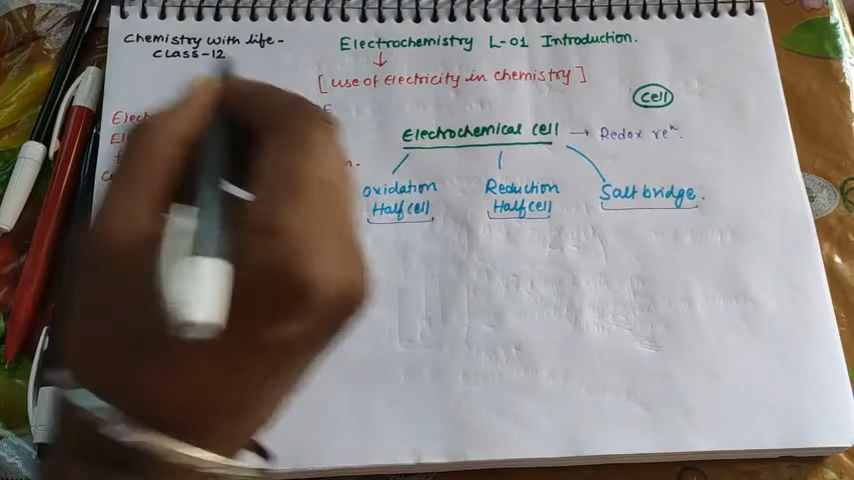 Chemistry with life -
Class-12
Electrochemistry L-01 Introduction.
[ use of Electricity in chemistry ]
Cell
Electrochemical cell → Redox reⁿ.
Oxidation
Half cell
Reduction
Half cell
Salt bridge.